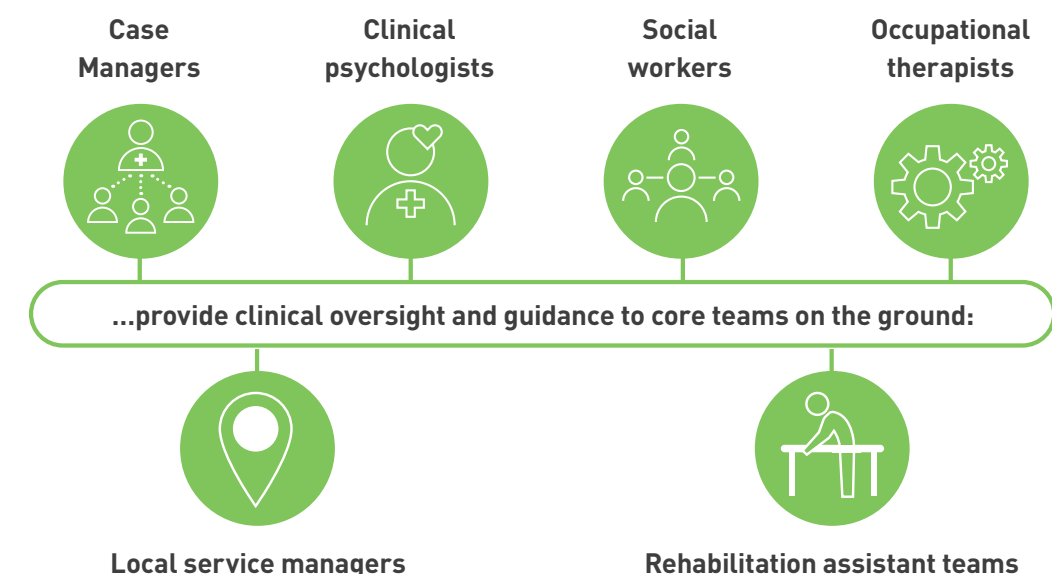 Case
Managers
Clinical
psychologists
Social
workers
Occupational
therapists
...provide clinical oversight and guidance to core teams on the ground:
Local service managers
Rehabilitation assistant teams